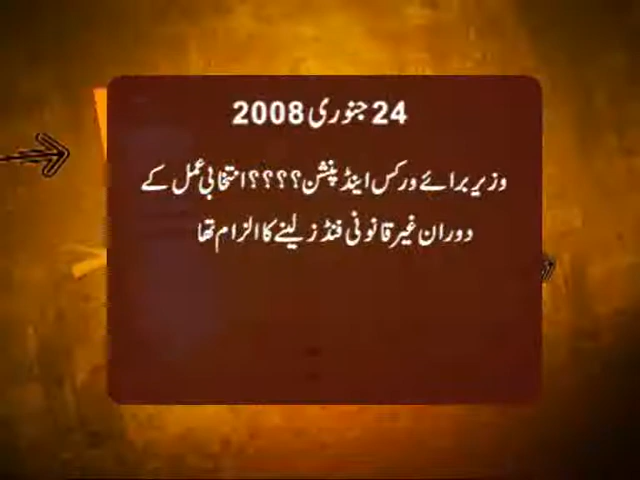 24 جنوری 2008
وزیر برائے ورکس اینڈ پنشن؟؟؟؟انتخابی عمل کے
دوران غیر قانونی فنڈز لینے کا الزام تھا